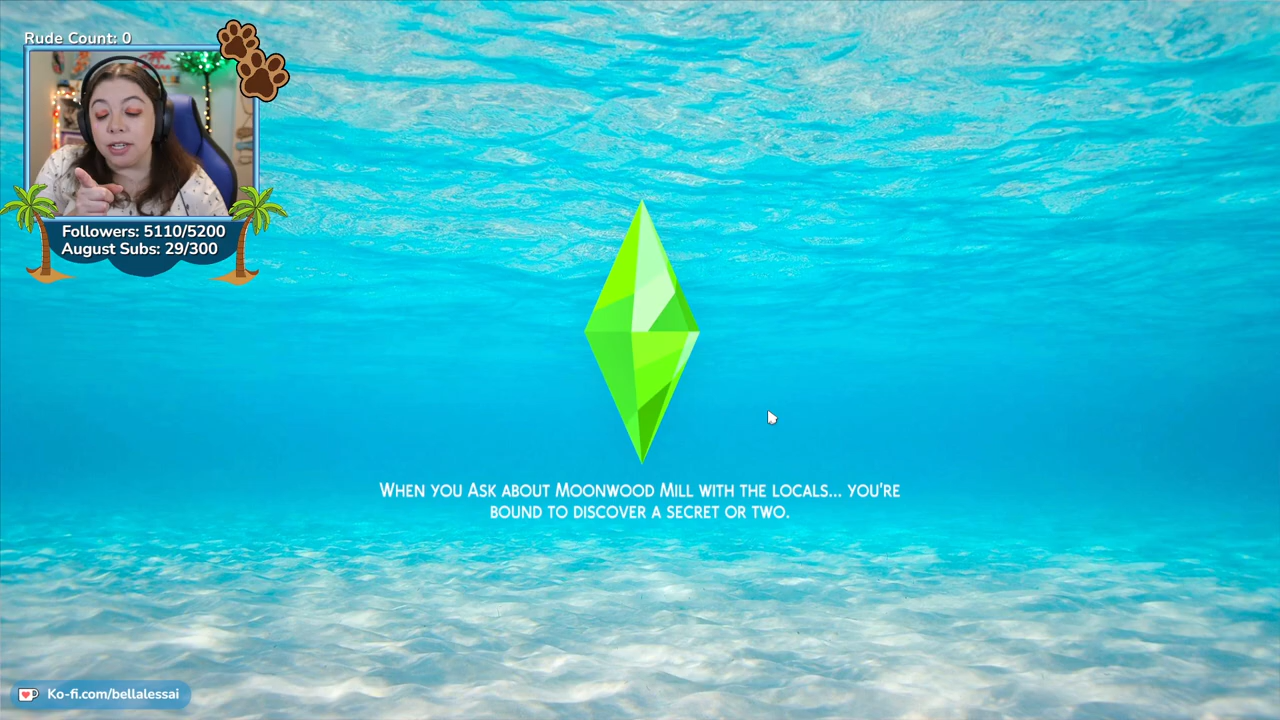 Rude Count: 0
Followers: 5110/5200
August Subs: 29/300
When you Ask about Moonwood Mill with the locals... you're
bound to discover a secret or two.
Ko-fi.com/bellalessai